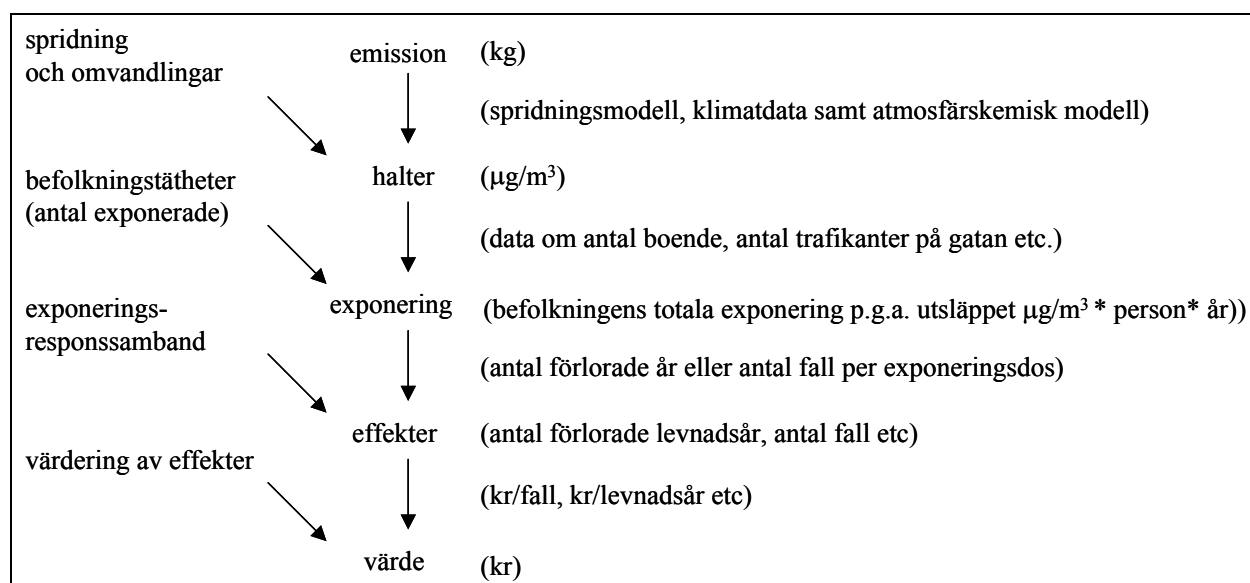 spridning
och omvandlingar
emission (kg)
(spridningsmodell, klimatdata samt atmosfärskemisk modell)
befolkningstätheter
(antal exponerade)
halter (μg/m³)
(data om antal boende, antal trafikanter på gatan etc.)
exponerings-
responssamband
exponering (befolkningens totala exponering p.g.a. utsläppet μg/m³ * person* år))
(antal förlorade år eller antal fall per exponeringsdos)
effekter (antal förlorade levnadsår, antal fall etc)
värdering av effekter
(kr/fall, kr/levnadsår etc)
värde (kr)